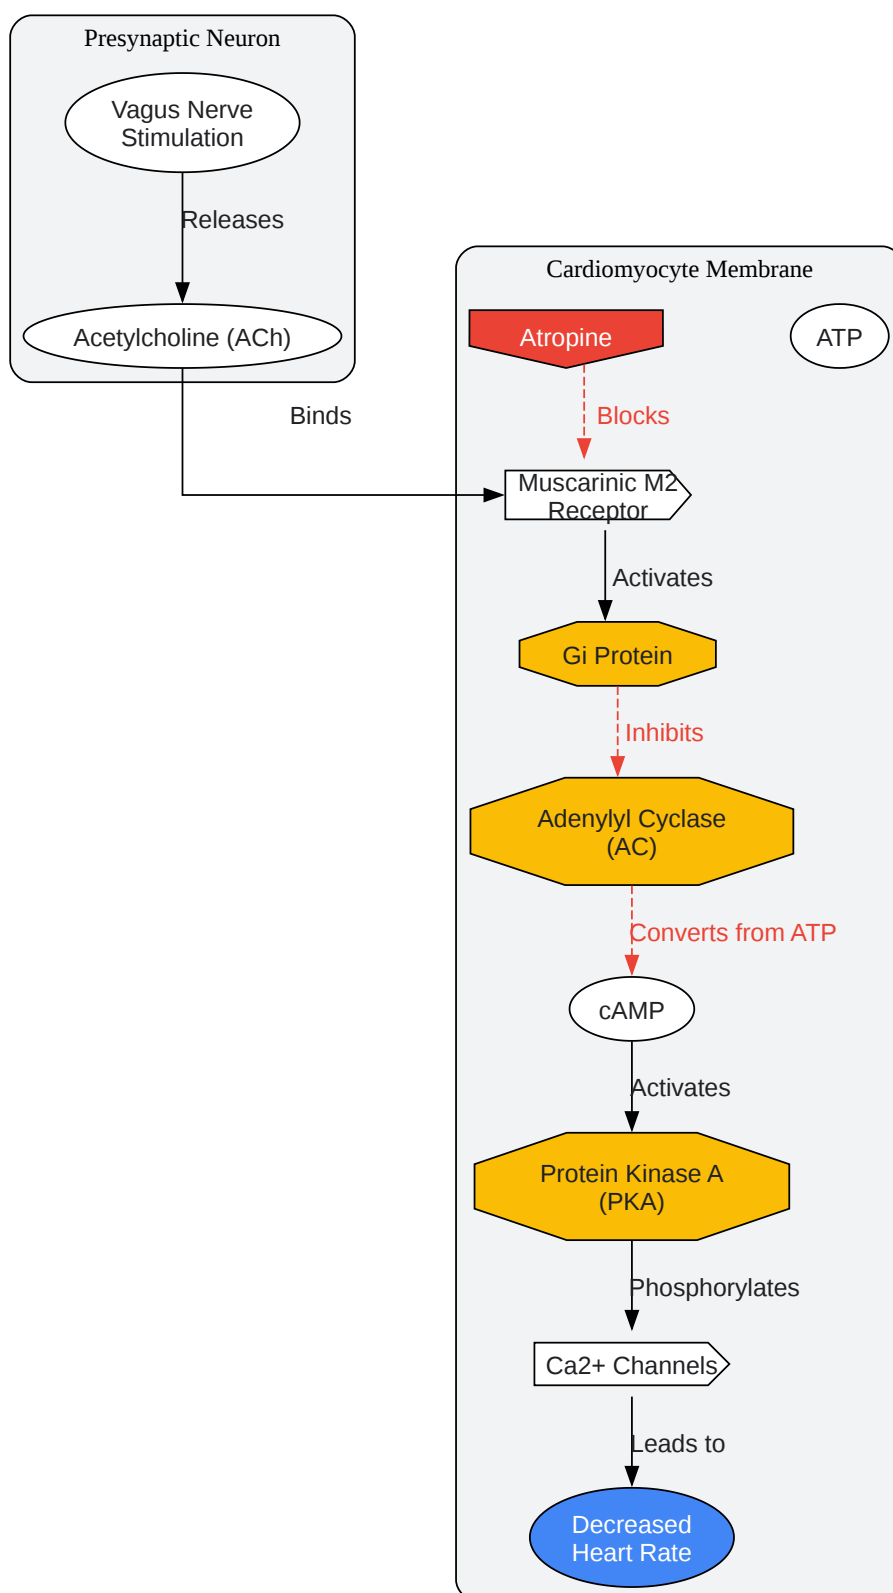 Presynaptic Neuron
Vagus Nerve
Stimulation
Releases
Acetylcholine (ACh)
Binds
Cardiomyocyte Membrane
Atropine
ATP
Blocks
Muscarinic M2
Receptor
Activates
Gi Protein
Inhibits
Adenylyl Cyclase
(AC)
Converts from ATP
cAMP
Activates
Protein Kinase A
(PKA)
Phosphorylates
Ca2+ Channels
Leads to
Decreased
Heart Rate